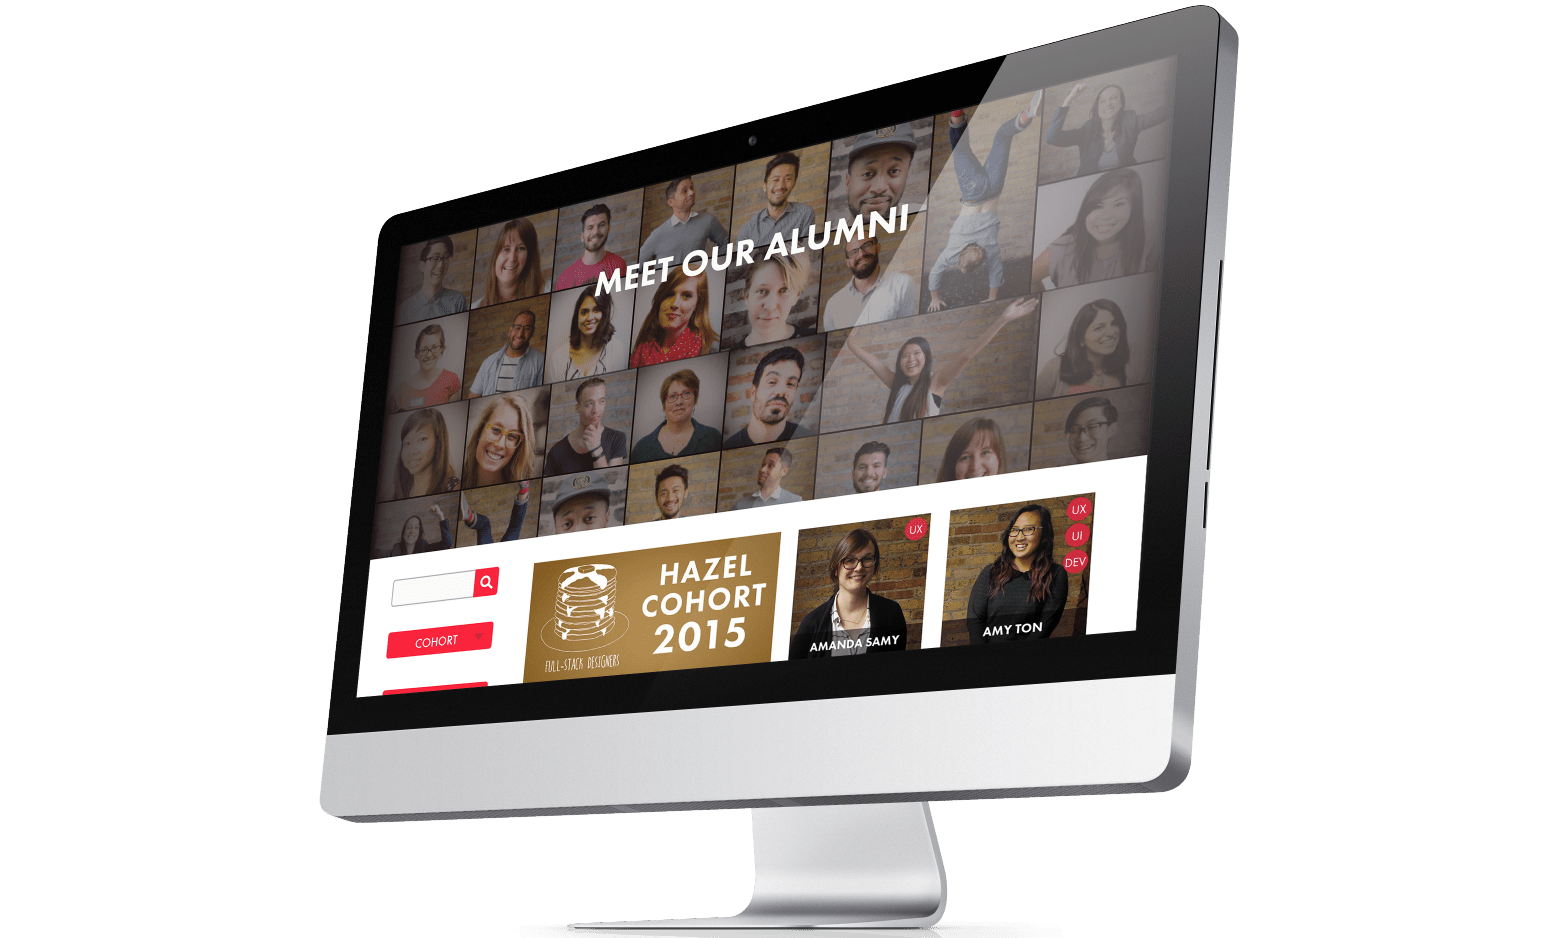 MEET OUR ALUMNI
COHORT
FULL-STACK DESIGNERS
HAZEL
COHORT
2015
UX
AMANDA SAMY
UX
UI
DEV
AMY TON